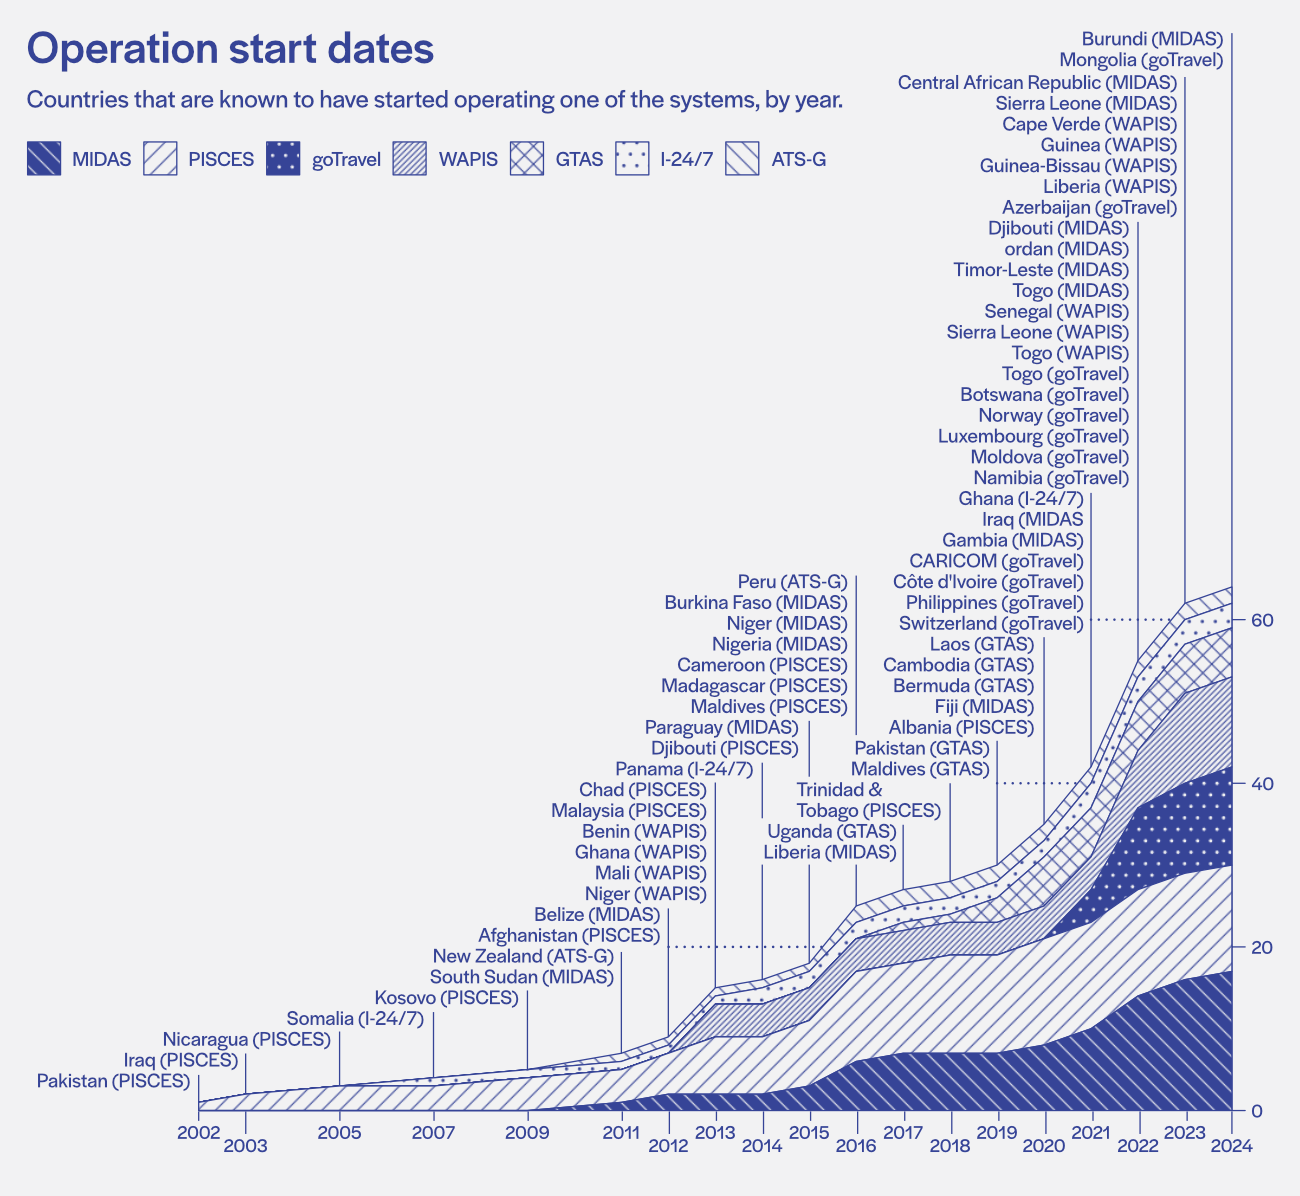 Operation start dates
Countries that are known to have started operating one of the systems, by year.
MIDAS
PISCES
goTravel
WAPIS
GTAS
I-24/7
ATS-G
Burundi (MIDAS)
Mongolia (goTravel)
Central African Republic (MIDAS)
Sierra Leone (MIDAS)
Cape Verde (WAPIS)
Guinea (WAPIS)
Guinea-Bissau (WAPIS)
Liberia (WAPIS)
Azerbaijan (goTravel)
Djibouti (MIDAS)
ordan (MIDAS)
Timor-Leste (MIDAS)
Togo (MIDAS)
Senegal (WAPIS)
Sierra Leone (WAPIS)
Togo (WAPIS)
Togo (goTravel)
Botswana (goTravel)
Norway (goTravel)
Luxembourg (goTravel)
Moldova (goTravel)
Namibia (goTravel)
Ghana (I-24/7)
Iraq (MIDAS
Gambia (MIDAS)
CARICOM (goTravel)
Côte d'Ivoire (goTravel)
Philippines (goTravel)
Switzerland (goTravel)
Laos (GTAS)
Cambodia (GTAS)
Bermuda (GTAS)
Fiji (MIDAS)
Albania (PISCES)
Pakistan (GTAS)
Maldives (GTAS)
Trinidad &
Tobago (PISCES)
Uganda (GTAS)
Liberia (MIDAS)
Peru (ATS-G)
Burkina Faso (MIDAS)
Niger (MIDAS)
Nigeria (MIDAS)
Cameroon (PISCES)
Madagascar (PISCES)
Maldives (PISCES)
Paraguay (MIDAS)
Djibouti (PISCES)
Panama (I-24/7)
Chad (PISCES)
Malaysia (PISCES)
Benin (WAPIS)
Ghana (WAPIS)
Mali (WAPIS)
Niger (WAPIS)
Belize (MIDAS)
Afghanistan (PISCES)
New Zealand (ATS-G)
South Sudan (MIDAS)
Kosovo (PISCES)
Somalia (I-24/7)
Nicaragua (PISCES)
Iraq (PISCES)
Pakistan (PISCES)
60
40
20
0
2002
2003
2005
2007
2009
2011
2012
2013
2014
2015
2016
2017
2018
2019
2020
2021
2022
2023
2024